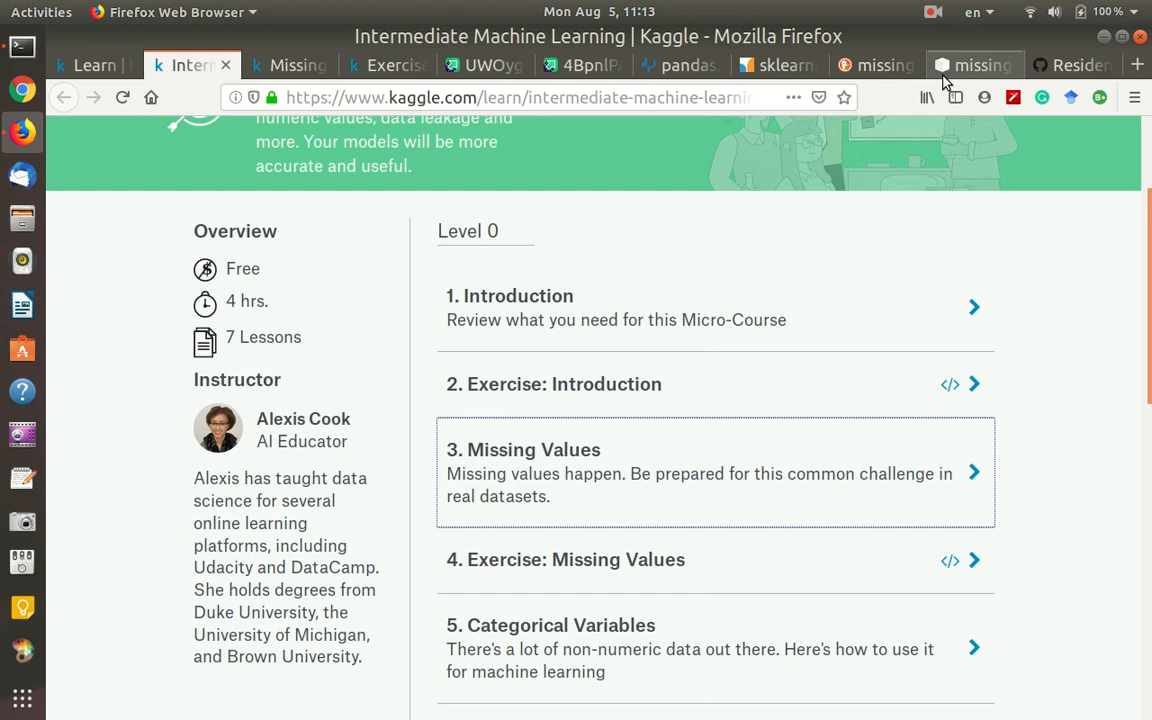 Activities Firefox Web Browser Mon Aug 5, 11:13 en 100%
Intermediate Machine Learning | Kaggle - Mozilla Firefox
Learn | Inter Missing Exercise UWOyg 4BpnlP pandas. sklearn. missing missing Residen
https://www.kaggle.com/learn/intermediate-machine-learnin
numeric values, data leakage and
more. Your models will be more
accurate and useful.
Overview
Free
4 hrs.
7 Lessons
Instructor
Alexis Cook
AI Educator
Alexis has taught data
science for several
online learning
platforms, including
Udacity and DataCamp.
She holds degrees from
Duke University, the
University of Michigan,
and Brown University.
Level 0
1. Introduction
Review what you need for this Micro-Course
2. Exercise: Introduction
3. Missing Values
Missing values happen. Be prepared for this common challenge in
real datasets.
4. Exercise: Missing Values
5. Categorical Variables
There's a lot of non-numeric data out there. Here's how to use it
for machine learning